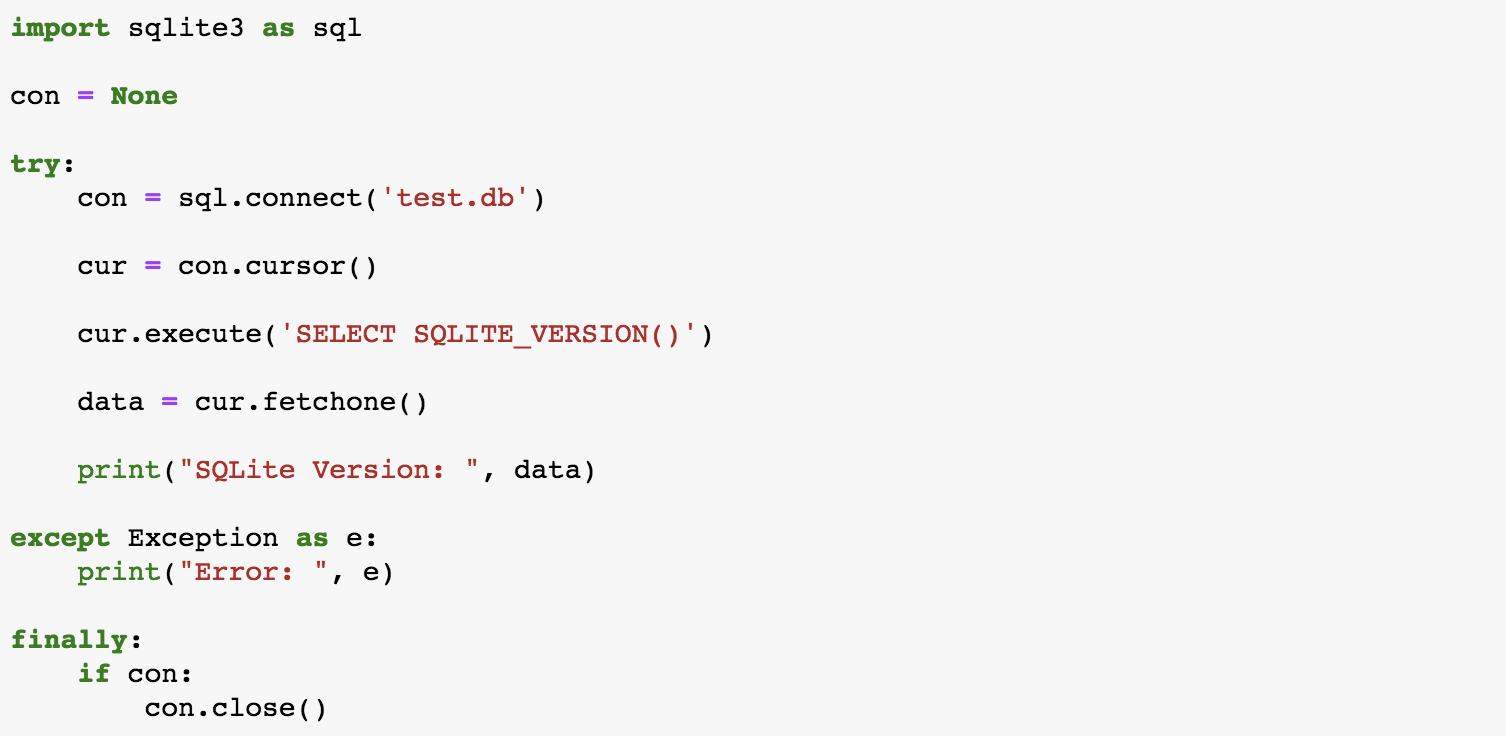 import sqlite3 as sql
con = None
try:
    con = sql.connect('test.db')
    cur = con.cursor()
    cur.execute('SELECT SQLITE_VERSION()')
    data = cur.fetchone()
    print("SQLite Version: ", data)
except Exception as e:
    print("Error: ", e)
finally:
    if con:
        con.close()